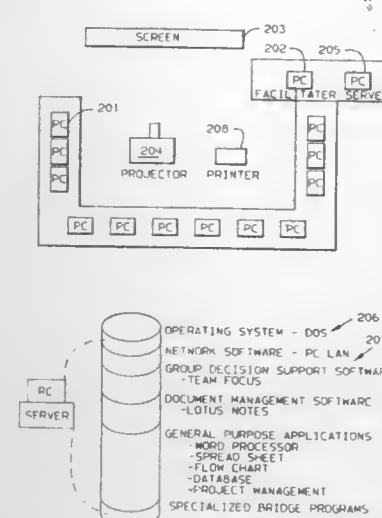 SCREEN
203
202
205
PC
PC
FACILITATER SERVE
201
PC
PC
PC
204
PROJECTOR
208
PRINTER
PC
PC
PC
PC PC PC PC PC PC
OPERATING SYSTEM - DOS
206
NETWORK SOFTWARE - PC LAN
207
GROUP DECISION SUPPORT SOFTWAR
-TEAM FOCUS
DOCUMENT MANAGEMENT SOFTWARE
-LOTUS NOTES
GENERAL PURPOSE APPLICATIONS
-WORD PROCESSOR
-SPREAD SHEET
-FLOW CHART
-DATABASE
-PROJECT MANAGEMENT
SPECIALIZED BRIDGE PROGRAMS
SERVER